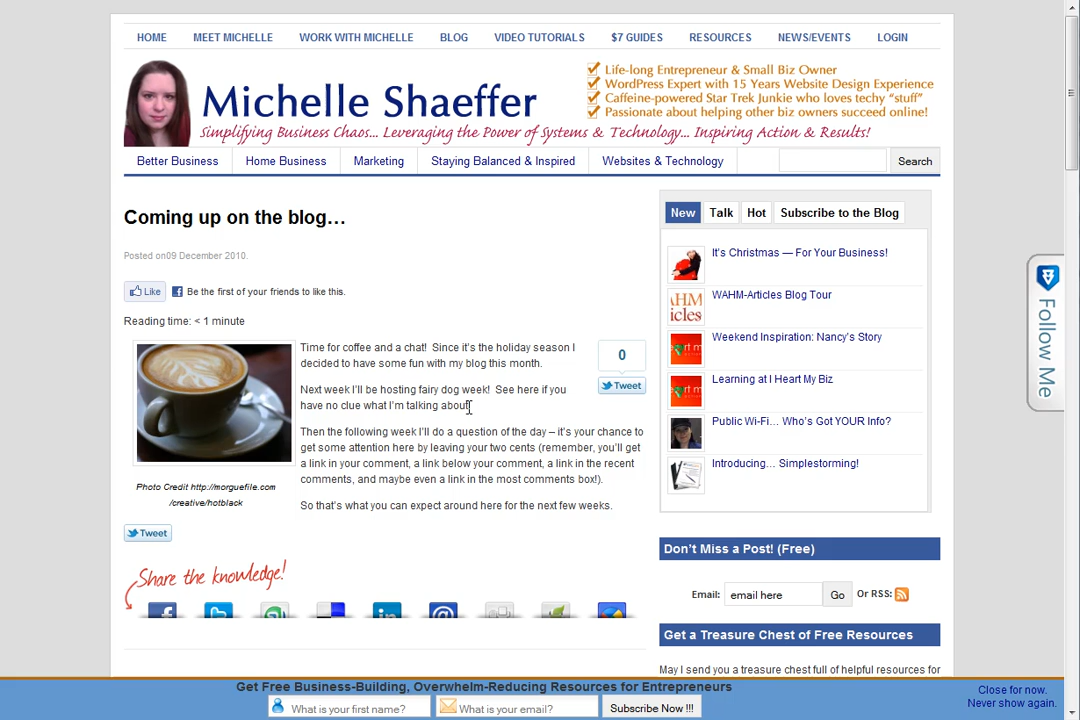 HOME MEET MICHELLE WORK WITH MICHELLE BLOG VIDEO TUTORIALS $7 GUIDES RESOURCES NEWS/EVENTS LOGIN
Michelle Shaeffer
Life-long Entrepreneur & Small Biz Owner
WordPress Expert with 15 Years Website Design Experience
Caffeine-powered Star Trek Junkie who loves techy “stuff”
Passionate about helping other biz owners succeed online!
Simplifying Business Chaos... Leveraging the Power of Systems & Technology... Inspiring Action & Results!
Better Business Home Business Marketing Staying Balanced & Inspired Websites & Technology Search
Coming up on the blog…
Posted on09 December 2010.
Like Be the first of your friends to like this.
Reading time: < 1 minute
Time for coffee and a chat! Since it’s the holiday season I
decided to have some fun with my blog this month.
Next week I’ll be hosting fairy dog week! See here if you
have no clue what I’m talking about.
Then the following week I’ll do a question of the day – it’s your chance to
get some attention here by leaving your two cents (remember, you’ll get
a link in your comment, a link below your comment, a link in the recent
comments, and maybe even a link in the most comments box!).
So that’s what you can expect around here for the next few weeks.
0
Tweet
Photo Credit http://morguefile.com
/creative/hotblack
Tweet
Share the knowledge!
New Talk Hot Subscribe to the Blog
It’s Christmas — For Your Business!
WAHM-Articles Blog Tour
Weekend Inspiration: Nancy’s Story
Learning at I Heart My Biz
Public Wi-Fi… Who’s Got YOUR Info?
Introducing… Simplestorming!
Don’t Miss a Post! (Free)
Email: email here Go Or RSS:
Get a Treasure Chest of Free Resources
May I send you a treasure chest full of helpful resources for
Follow Me
Get Free Business-Building, Overwhelm-Reducing Resources for Entrepreneurs
What is your first name? What is your email? Subscribe Now !!!
Close for now.
Never show again.